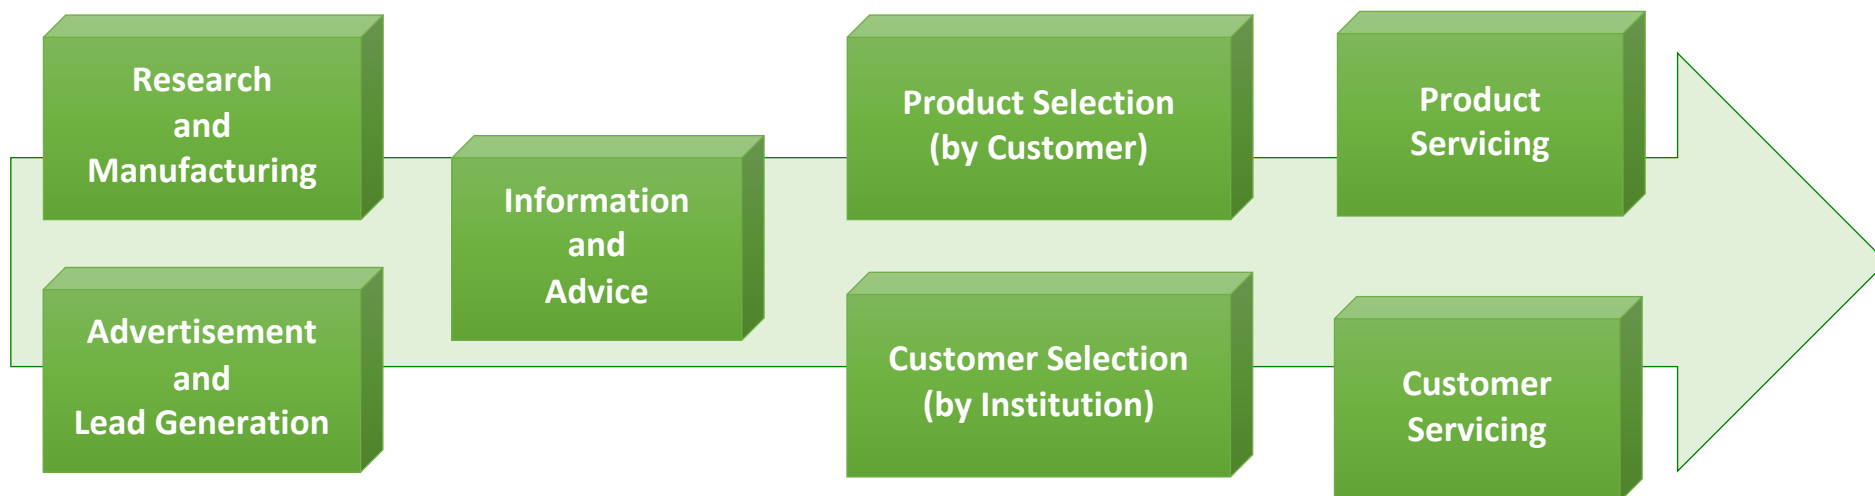 Research
and
Manufacturing
Advertisement
and
Lead Generation
Information
and
Advice
Product Selection
(by Customer)
Customer Selection
(by Institution)
Product
Servicing
Customer
Servicing